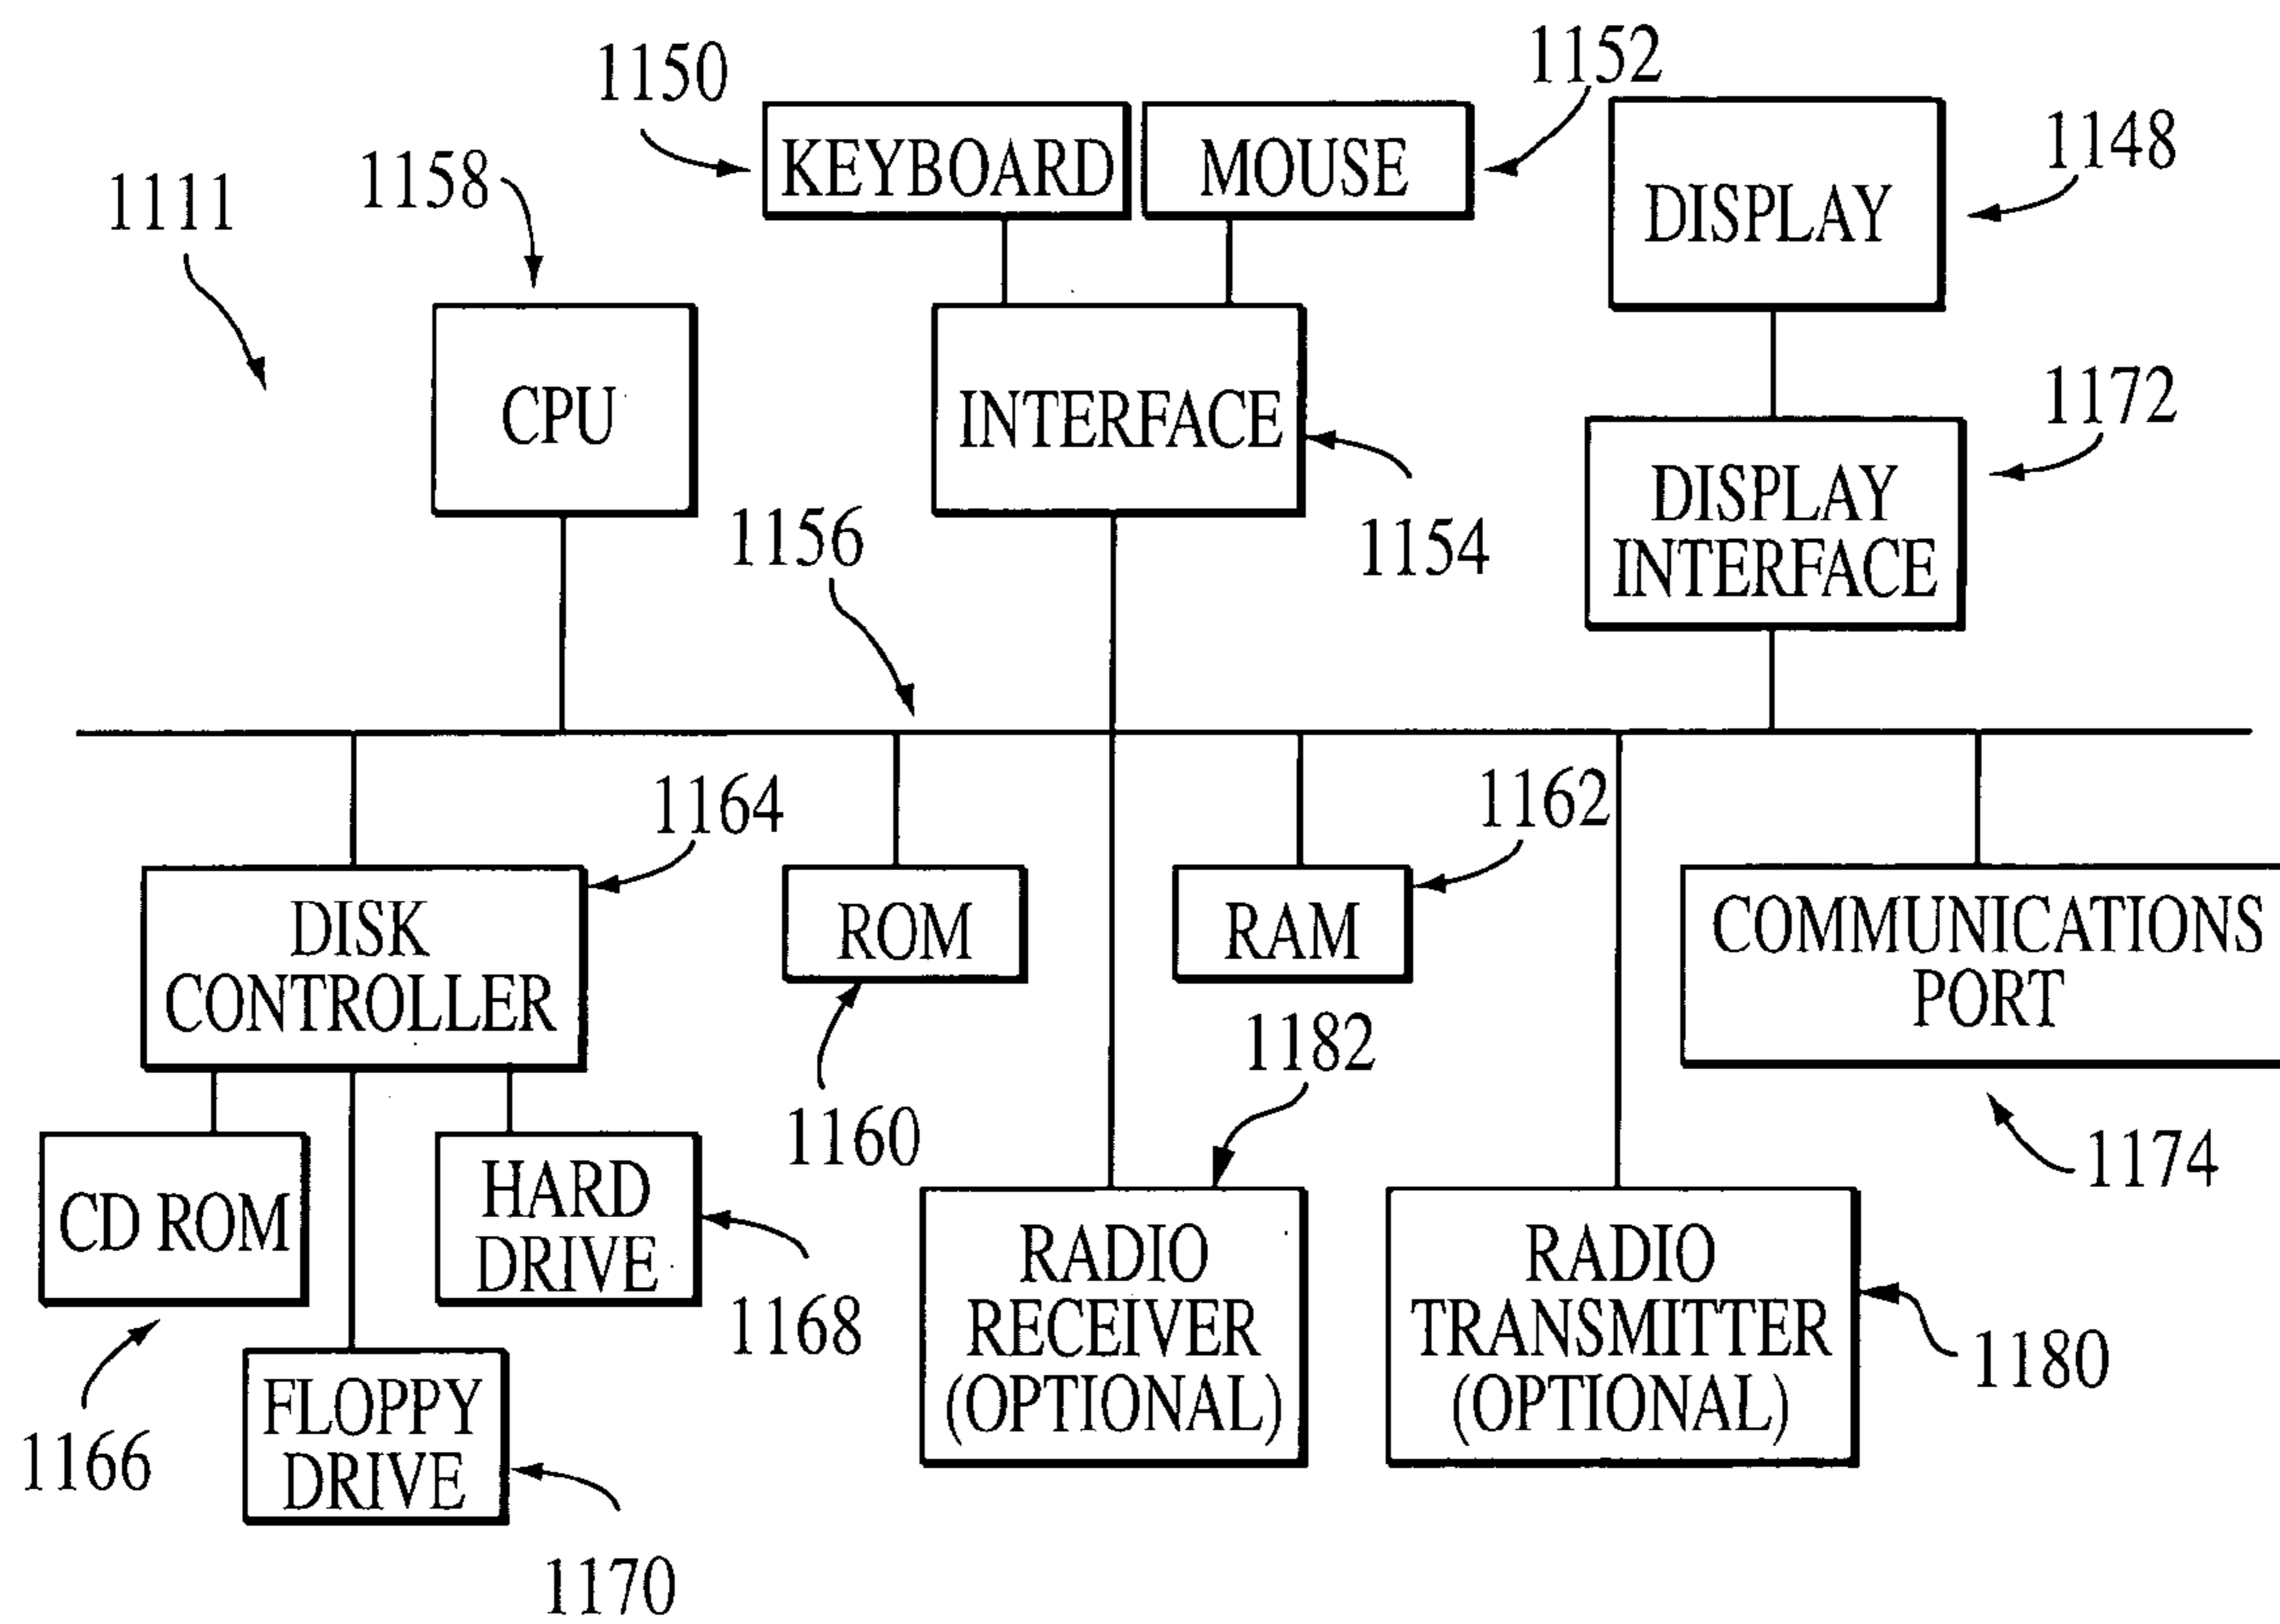 1150
1152
KEYBOARD
MOUSE
1148
1158
1111
DISPLAY
CPU
INTERFACE
1172
DISPLAY
INTERFACE
1156
1154
1164
1162
DISK
CONTROLLER
ROM
RAM
COMMUNICATIONS
PORT
1182
1160
1174
CD ROM
HARD
DRIVE
RADIO
RECEIVER
(OPTIONAL)
RADIO
TRANSMITTER
(OPTIONAL)
1168
1180
1166
FLOPPY
DRIVE
1170